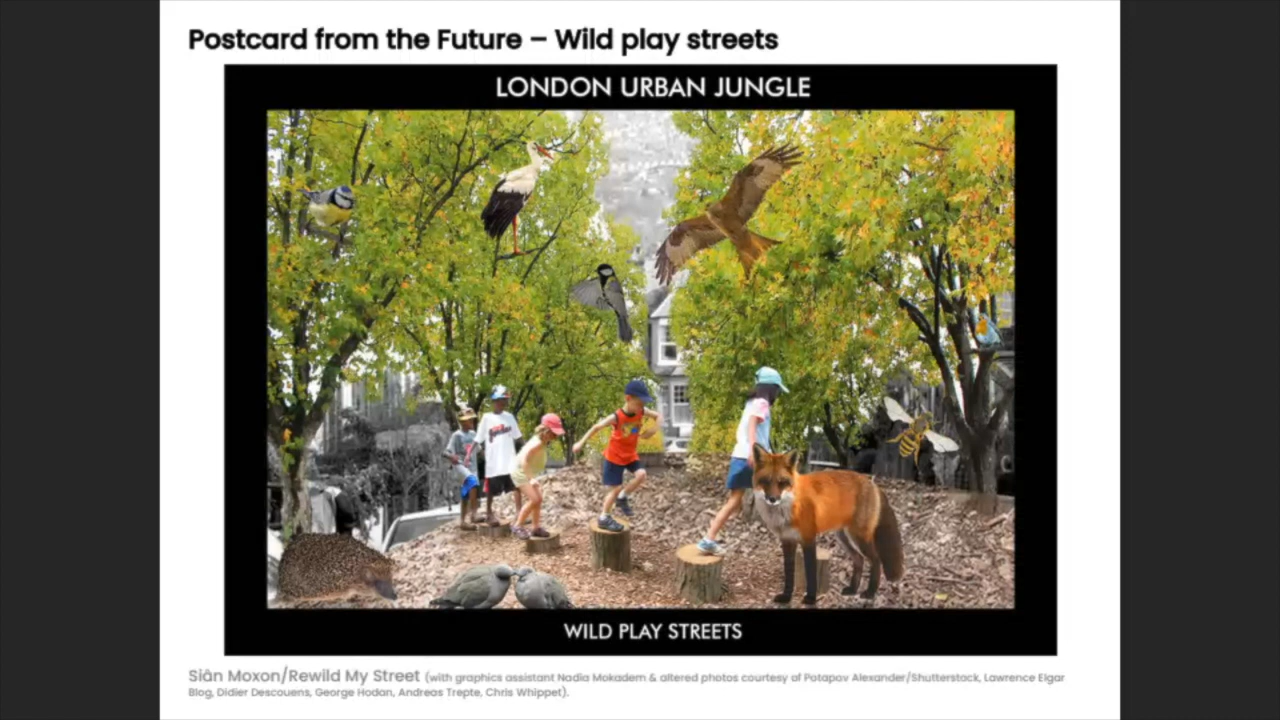 Postcard from the Future – Wild play streets
LONDON URBAN JUNGLE
WILD PLAY STREETS
Siân Moxon/Rewild My Street (with graphics assistant Nadia Mokadem & altered photos courtesy of Potapov Alexander/Shutterstock, Lawrence Elgar
Blog, Didier Descouens, George Hodan, Andreas Trepte, Chris Whippet).